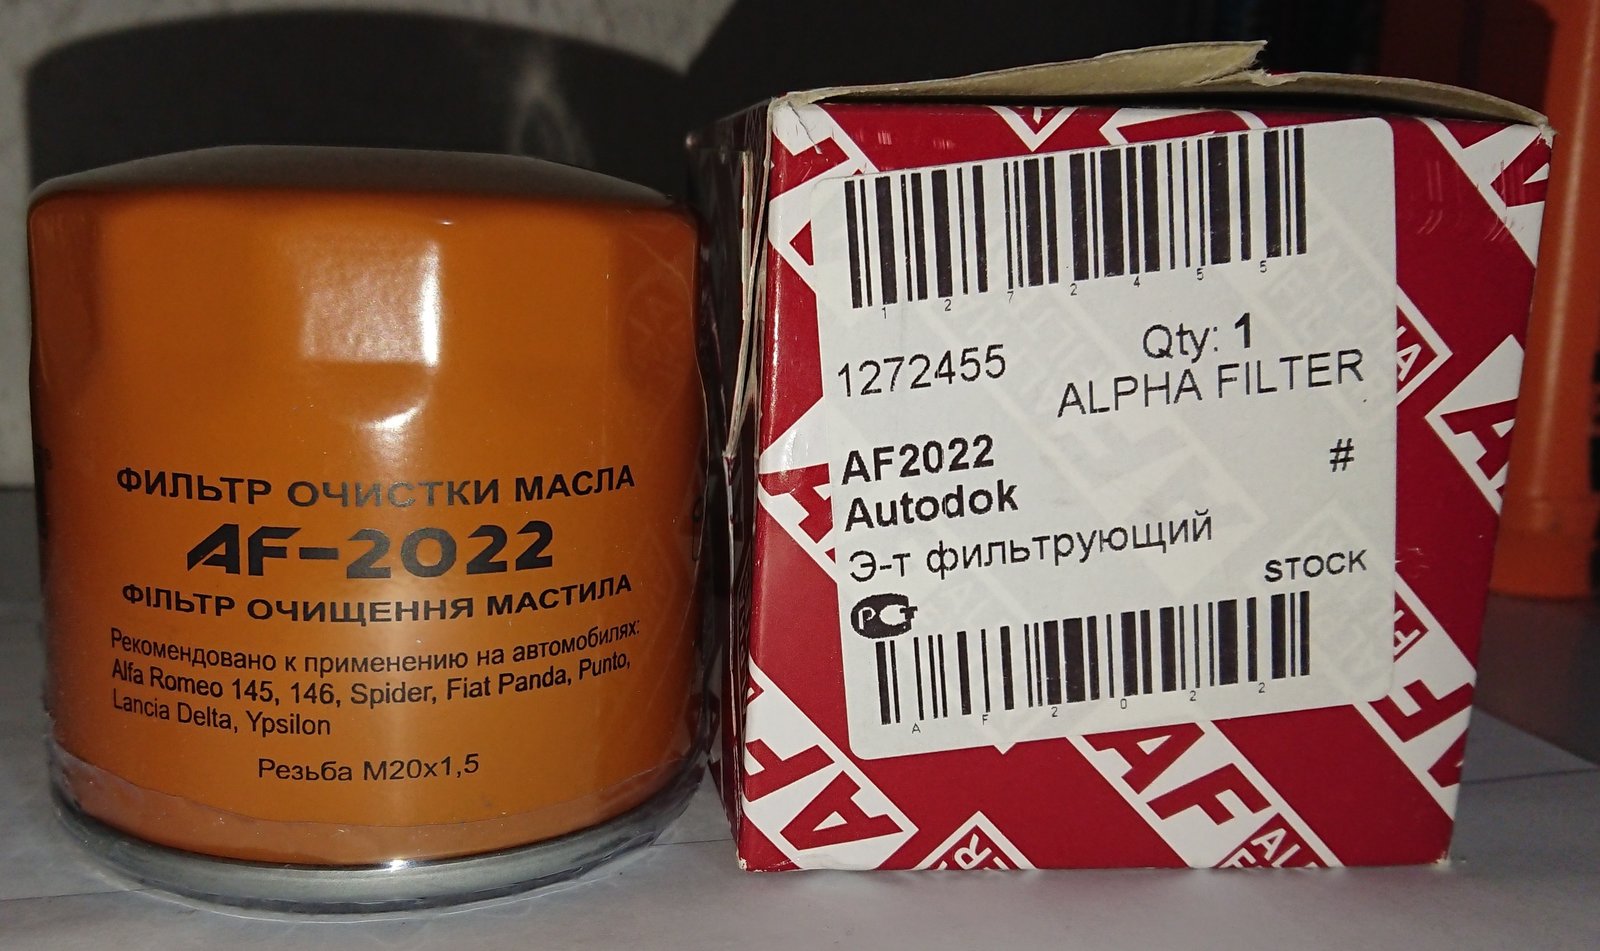 ФИЛЬТР ОЧИСТКИ МАСЛА
AF-2022
ФІЛЬТР ОЧИЩЕННЯ МАСТИЛА
Рекомендовано к применению на автомобилях:
Alfa Romeo 145, 146, Spider, Fiat Panda, Punto,
Lancia Delta, Ypsilon
Резьба М20х1,5
1 2 7 2 4 5 5
1272455
Qty: 1
ALPHA FILTER
AF2022
#
Autodok
Э-т фильтрующий
STOCK
РСТ
A F 2 0 2 2
AF